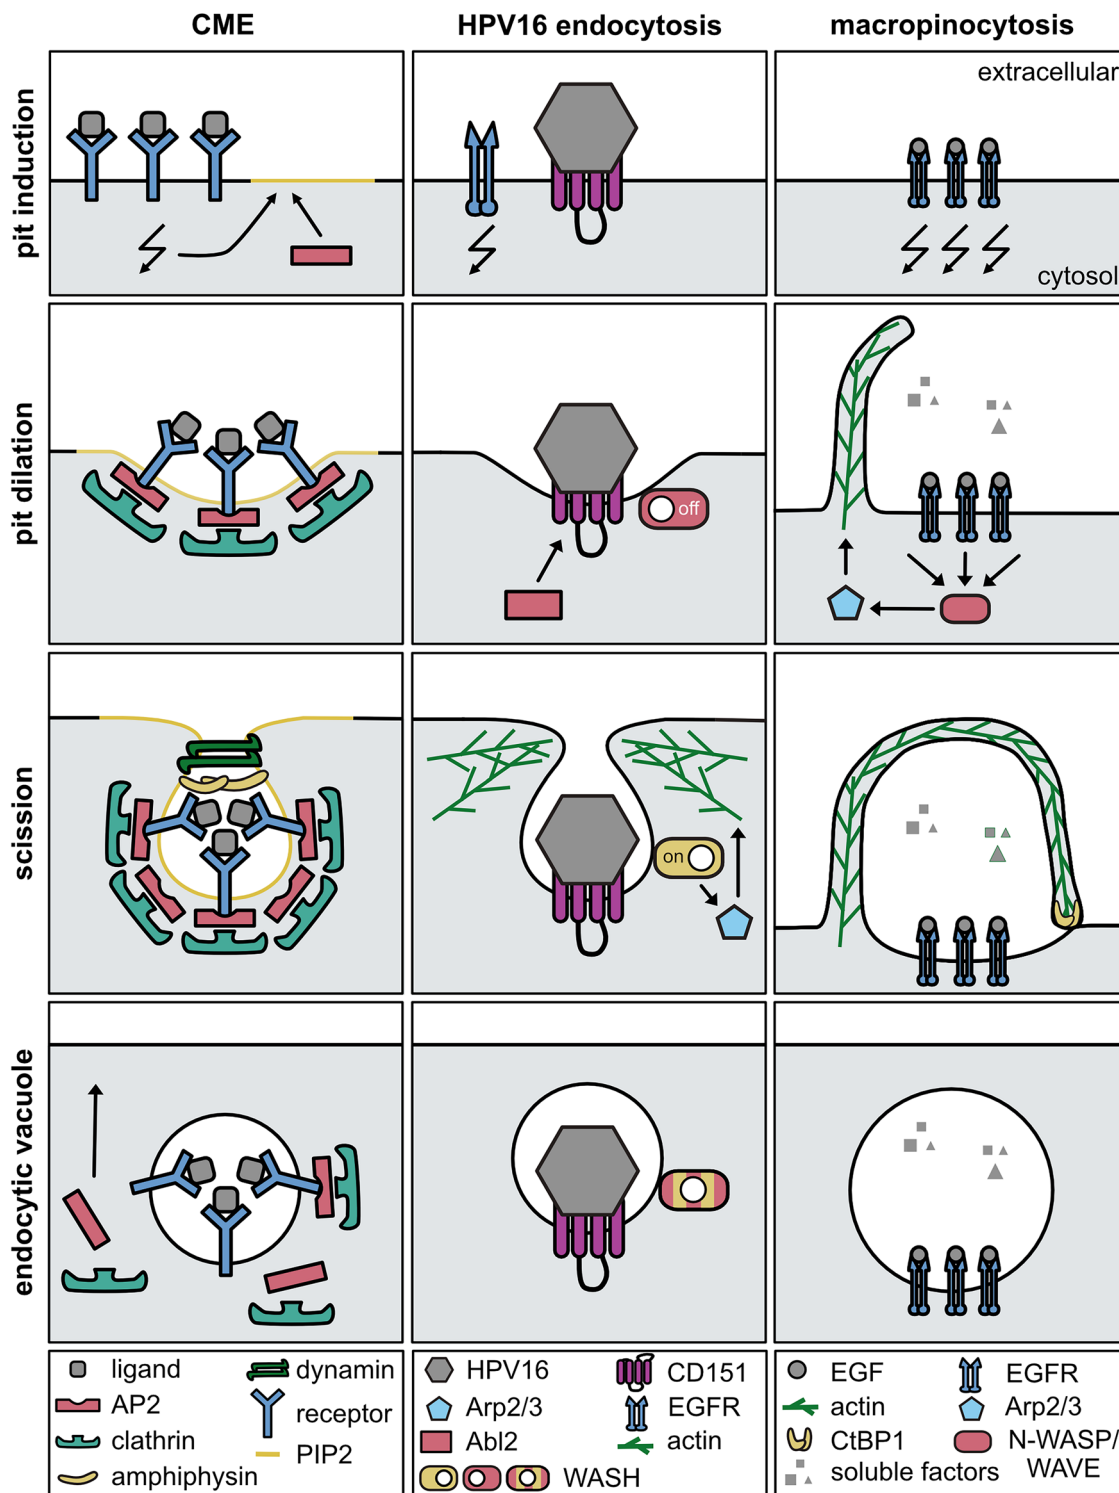 CME
HPV16 endocytosis
macropinocytosis
pit induction
extracellular
cytosol
pit dilation
off
scission
on
endocytic vacuole
ligand
dynamin
AP2
receptor
clathrin
PIP2
amphiphysin
HPV16
CD151
Arp2/3
EGFR
Abl2
actin
WASH
EGF
EGFR
actin
Arp2/3
CtBP1
N-WASP/
WAVE
soluble factors